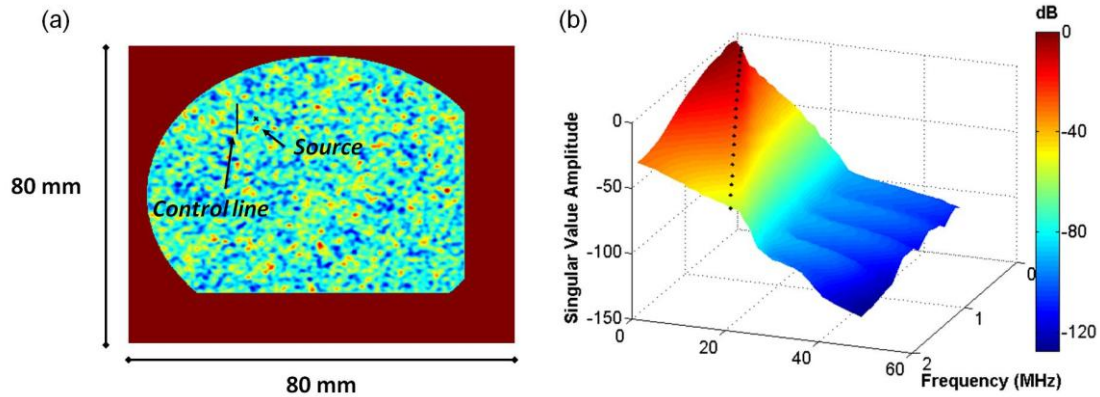 (a)
80 mm
80 mm
Source
Control line
(b)
Singular Value Amplitude
0
-50
-100
-150
0
20
40
60
2
1
0
Frequency (MHz)
dB
0
-40
-80
-120